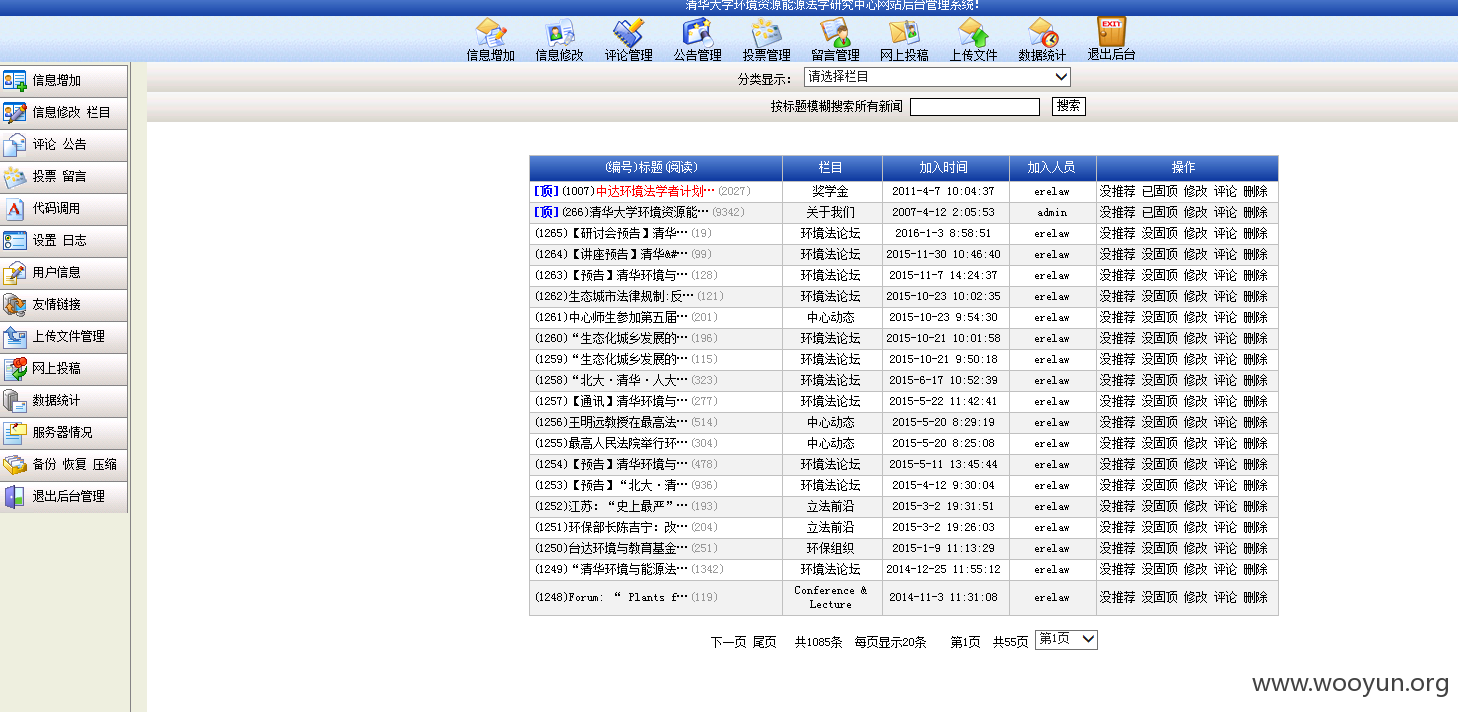 清华大学环境资源能源法学研究中心网站后台管理系统!
信息增加 信息修改 评论管理 公告管理 投票管理 留言管理 网上投稿 上传文件 数据统计 退出后台
EXIT
信息增加
信息修改 栏目
评论 公告
投票 留言
代码调用
设置 日志
用户信息
友情链接
上传文件管理
网上投稿
数据统计
服务器情况
备份 恢复 压缩
退出后台管理
分类显示: 请选择栏目
按标题模糊搜索所有新闻 搜索
(编号)标题(阅读) 栏目 加入时间 加入人员 操作
[顶](1007)中达环境法学者计划…(2027) 奖学金 2011-4-7 10:04:37 erelaw 没推荐 已固顶 修改 评论 删除
[顶](266)清华大学环境资源能…(9342) 关于我们 2007-4-12 2:05:53 admin 没推荐 已固顶 修改 评论 删除
(1265)【研讨会预告】清华…(19) 环境法论坛 2016-1-3 8:58:51 erelaw 没推荐 没固顶 修改 评论 删除
(1264)【讲座预告】清华&#…(99) 环境法论坛 2015-11-30 10:46:40 erelaw 没推荐 没固顶 修改 评论 删除
(1263)【预告】清华环境与…(128) 环境法论坛 2015-11-7 14:24:37 erelaw 没推荐 没固顶 修改 评论 删除
(1262)生态城市法律规制:反…(121) 环境法论坛 2015-10-23 10:02:35 erelaw 没推荐 没固顶 修改 评论 删除
(1261)中心师生参加第五届…(201) 中心动态 2015-10-23 9:54:30 erelaw 没推荐 没固顶 修改 评论 删除
(1260)“生态化城乡发展的…(196) 环境法论坛 2015-10-21 10:01:58 erelaw 没推荐 没固顶 修改 评论 删除
(1259)“生态化城乡发展的…(115) 环境法论坛 2015-10-21 9:50:18 erelaw 没推荐 没固顶 修改 评论 删除
(1258)“北大·清华·人大…(323) 环境法论坛 2015-6-17 10:52:39 erelaw 没推荐 没固顶 修改 评论 删除
(1257)【通讯】清华环境与…(277) 环境法论坛 2015-5-22 11:42:41 erelaw 没推荐 没固顶 修改 评论 删除
(1256)王明远教授在最高法…(514) 中心动态 2015-5-20 8:29:19 erelaw 没推荐 没固顶 修改 评论 删除
(1255)最高人民法院举行环…(304) 中心动态 2015-5-20 8:25:08 erelaw 没推荐 没固顶 修改 评论 删除
(1254)【预告】清华环境与…(478) 环境法论坛 2015-5-11 13:45:44 erelaw 没推荐 没固顶 修改 评论 删除
(1253)【预告】“北大·清…(936) 环境法论坛 2015-4-12 9:30:04 erelaw 没推荐 没固顶 修改 评论 删除
(1252)江苏:“史上最严”…(193) 立法前沿 2015-3-2 19:31:51 erelaw 没推荐 没固顶 修改 评论 删除
(1251)环保部长陈吉宁:改…(204) 立法前沿 2015-3-2 19:26:03 erelaw 没推荐 没固顶 修改 评论 删除
(1250)台达环境与教育基金…(251) 环保组织 2015-1-9 11:13:29 erelaw 没推荐 没固顶 修改 评论 删除
(1249)“清华环境与能源法…(1342) 环境法论坛 2014-12-25 11:55:12 erelaw 没推荐 没固顶 修改 评论 删除
(1248)Forum: “ Plants f…(119) Conference & Lecture 2014-11-3 11:31:08 erelaw 没推荐 没固顶 修改 评论 删除
下一页 尾页 共1085条 每页显示20条 第1页 共55页 第1页
www.wooyun.org